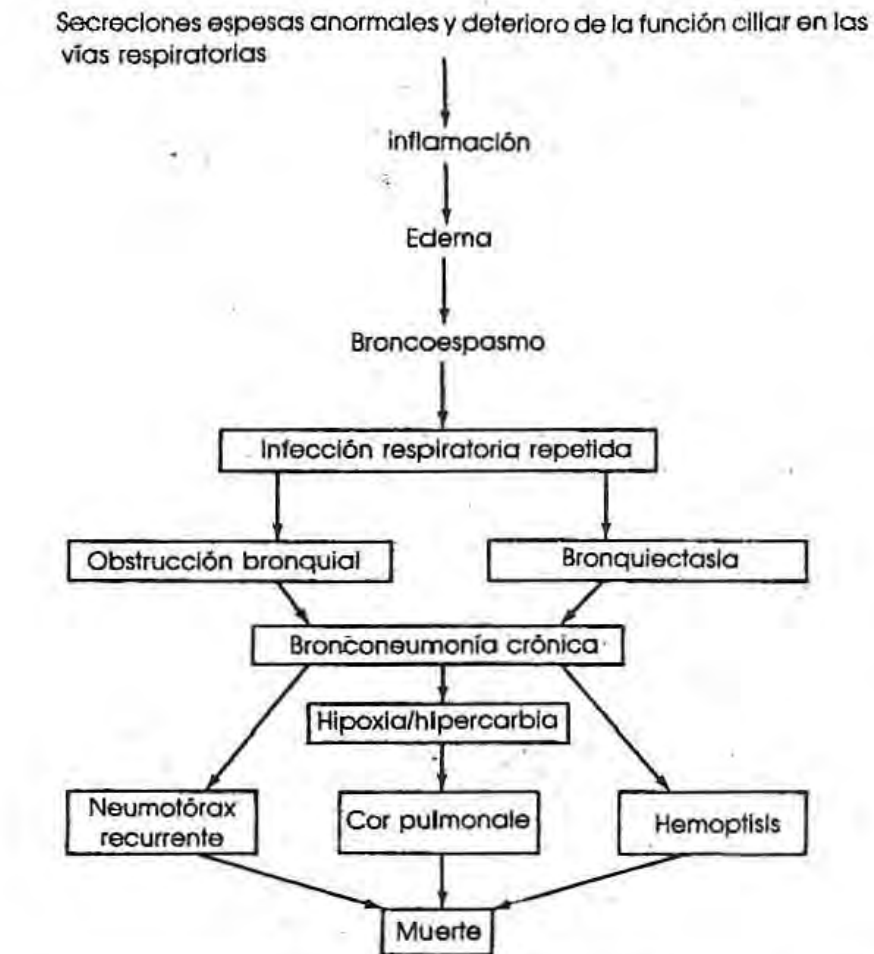 Secreciones espesas anormales y deterioro de la función ciliar en las
vías respiratorias
inflamación
Edema
Broncoespasmo
Infección respiratoria repetida
Obstrucción bronquial
Bronquiectasia
Bronconeumonía crónica
Hipoxia/hipercarbia
Neumotórax
recurrente
Cor pulmonale
Hemoptisis
Muerte